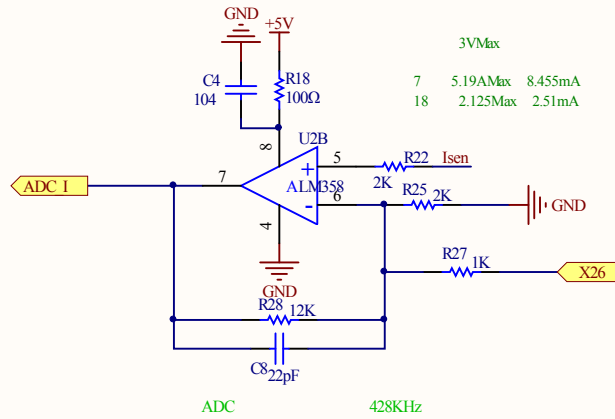 GND
+5V
3VMax
C4
104
R18
100Ω
7 5.19AMax 8.455mA
18 2.125Max 2.51mA
U2B
8
7
5
+
ALM358
6
-
4
R22
2K
Isen
R25
2K
GND
ADC I
R27
1K
X26
GND
R28
12K
C8
22pF
ADC 428KHz